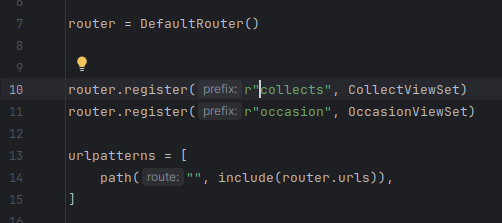 7 router = DefaultRouter()
8
9
10 router.register( prefix: r"collects", CollectViewSet)
11 router.register( prefix: r"occasion", OccasionViewSet)
12
13 urlpatterns = [
14 path( route: "", include(router.urls)),
15 ]